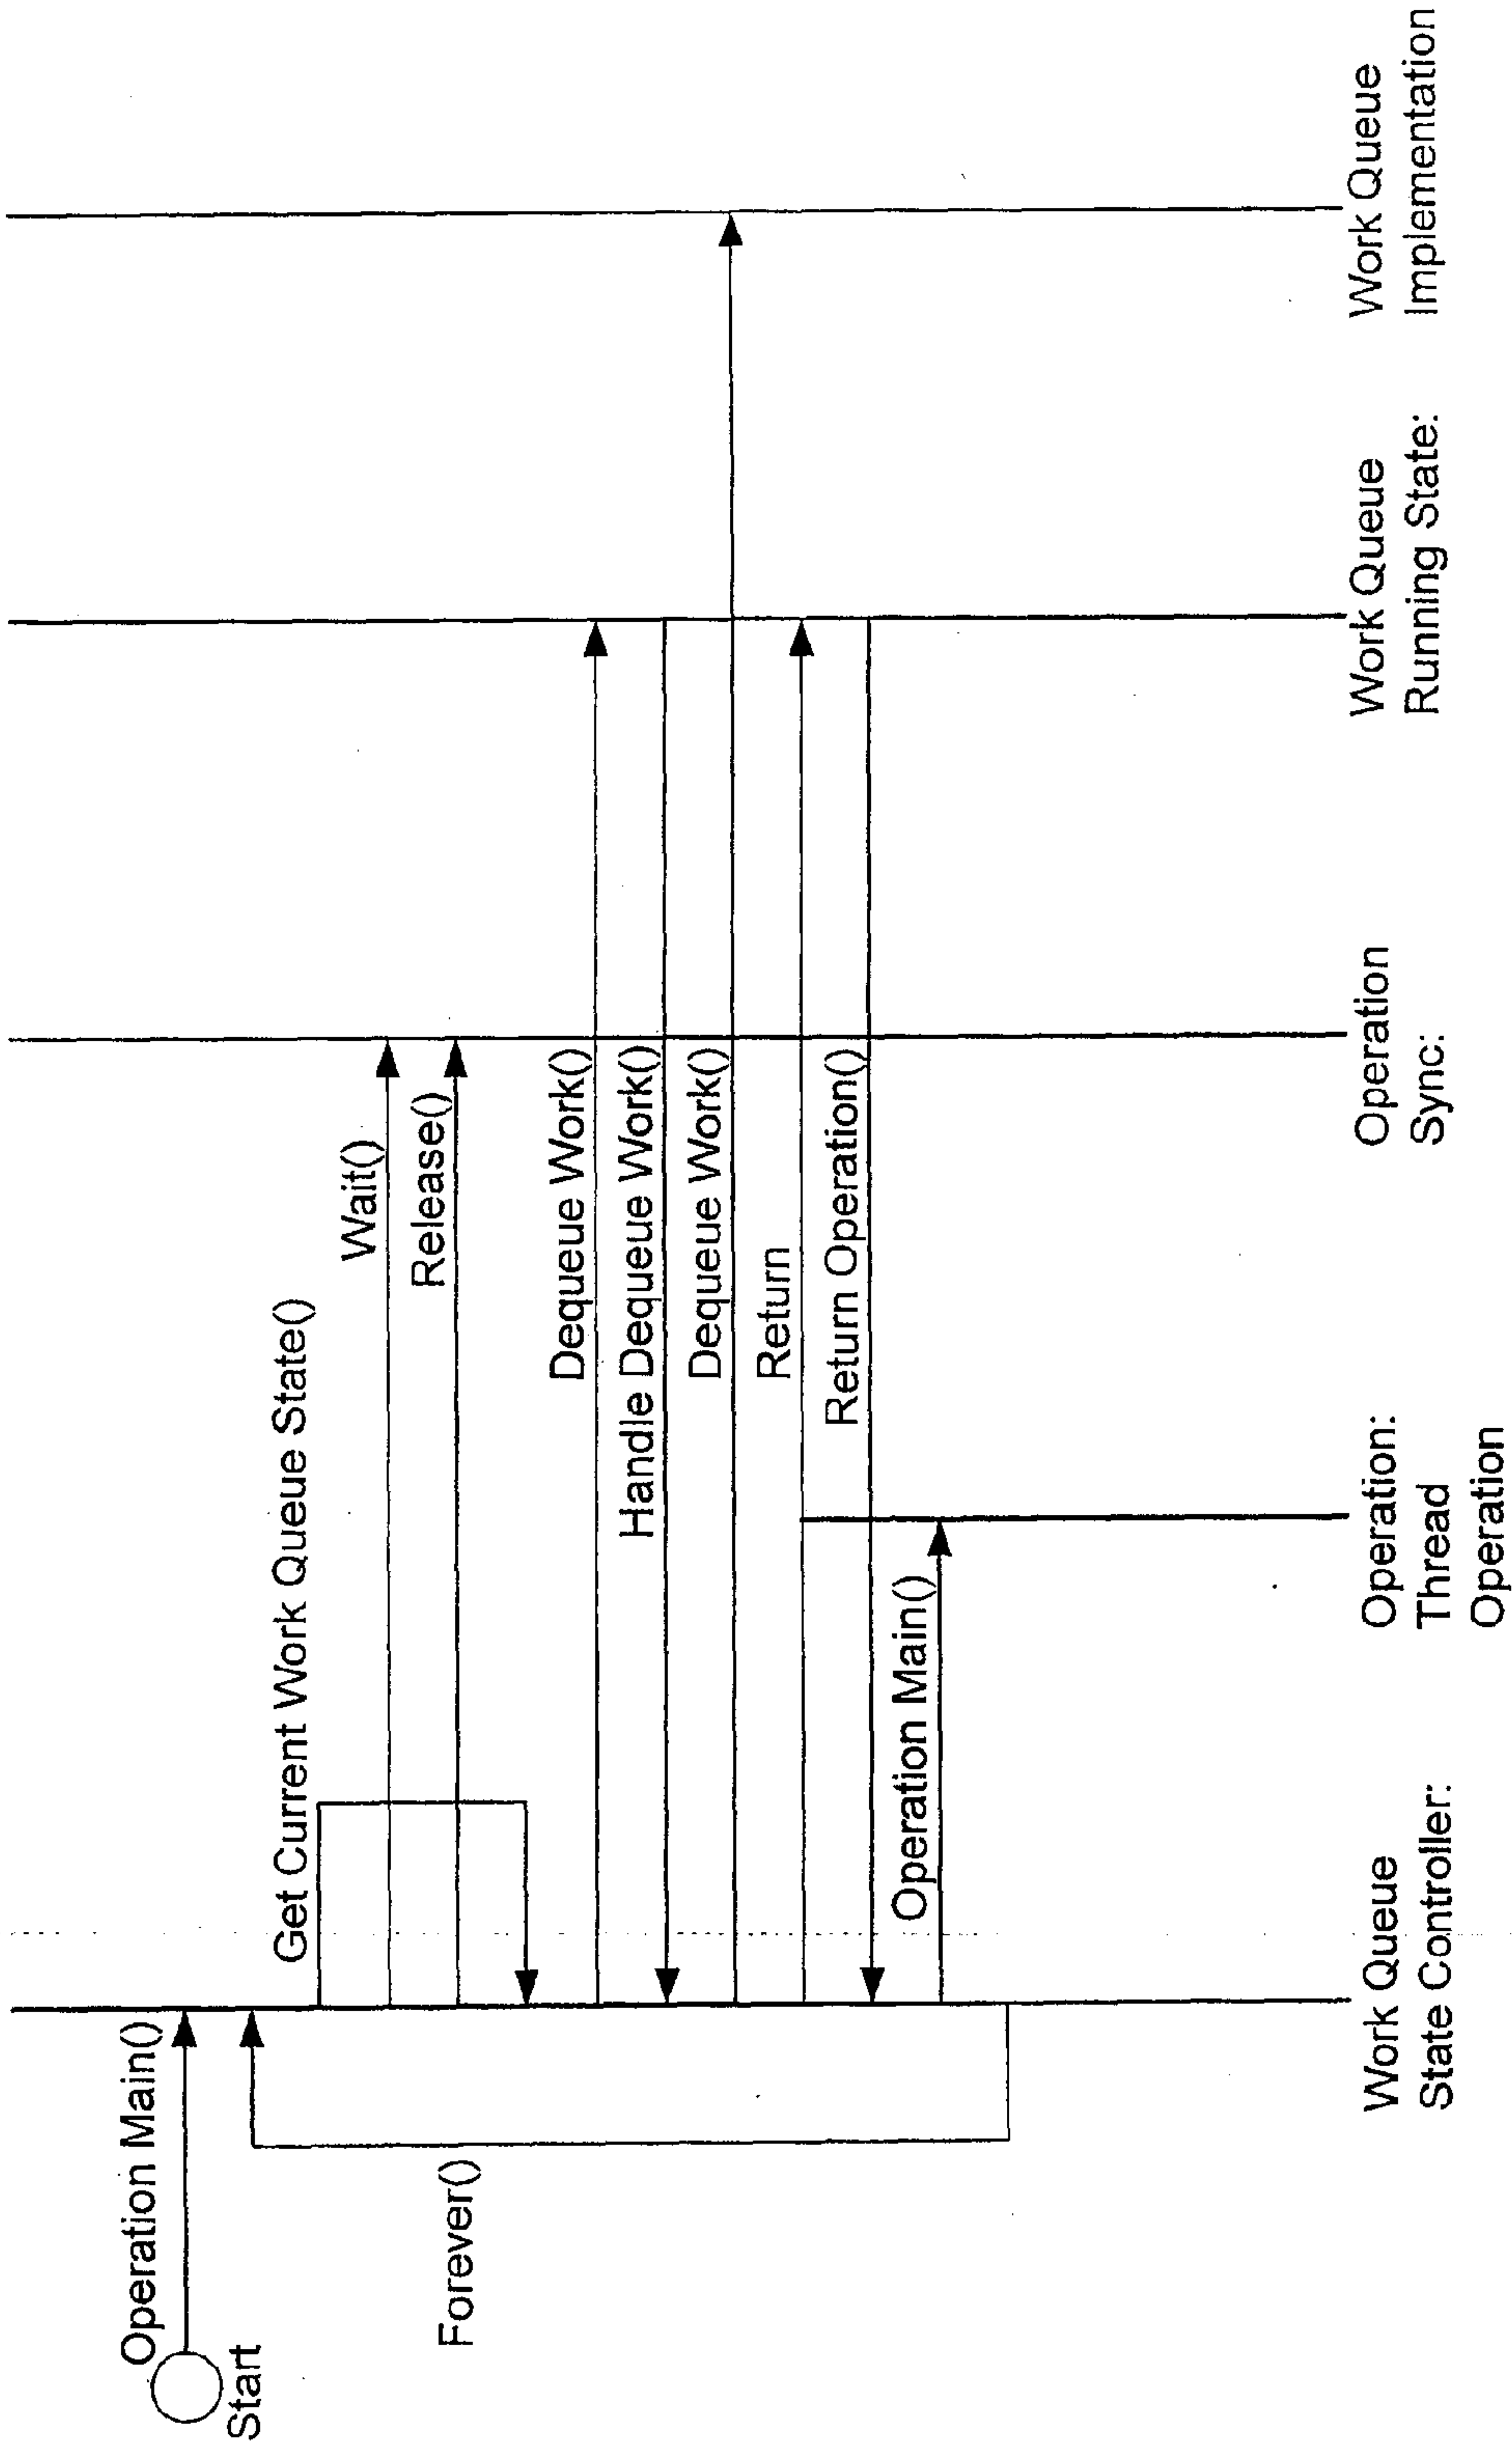 Operation Main()
Start
Forever()
Get Current Work Queue State()
Wait()
Release()
Dequeue Work()
Handle Dequeue Work()
Dequeue Work()
Return
Return Operation()
Operation Main()
Work Queue
State Controller:
Operation:
Thread
Operation
Operation
Sync:
Work Queue
Running State:
Work Queue
Implementation